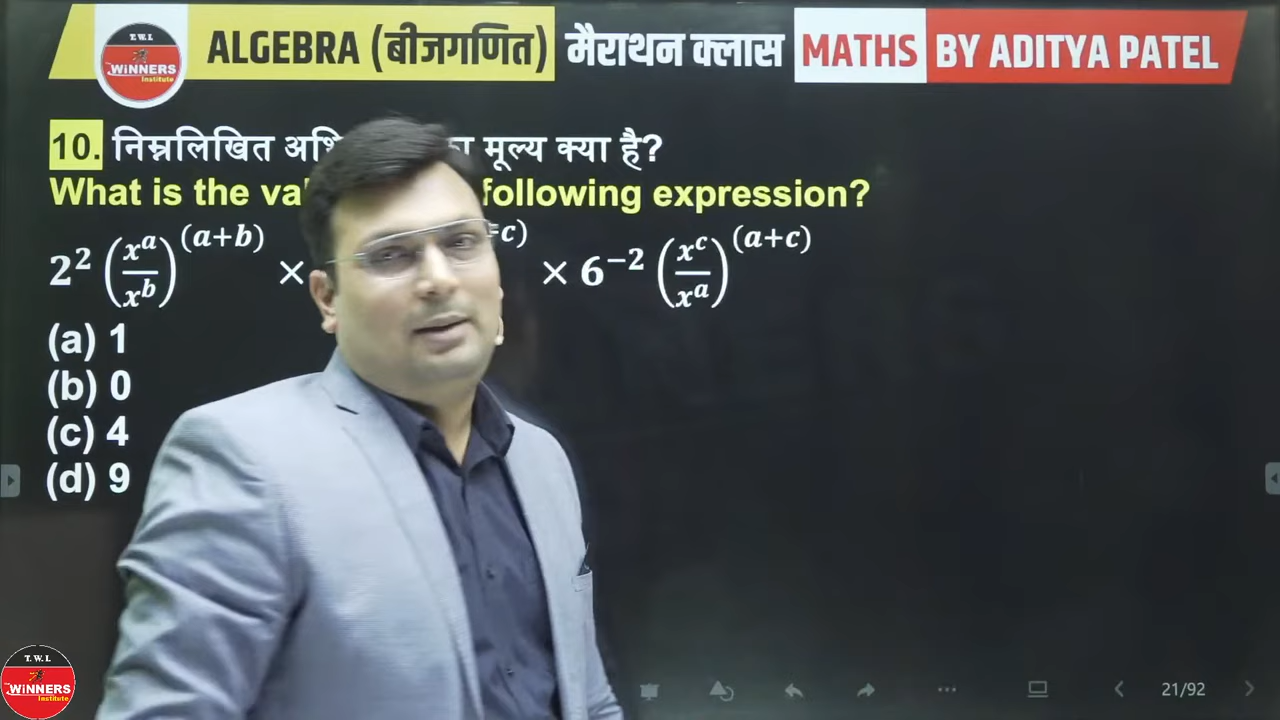 T.W.I.
WiNNERS
Institute
ALGEBRA (बीजगणित) मैराथन क्लास MATHS BY ADITYA PATEL
10. निम्नलिखित मूल्य क्या है?
What is the following expression?
2² (xᵃ/xᵇ)⁽ᵃ⁺ᵇ⁾ × c) × 6⁻² (xᶜ/xᵃ)⁽ᵃ⁺ᶜ⁾
(a) 1
(b) 0
(c) 4
(d) 9
T.W.I.
WiNNERS
Institute
21/92